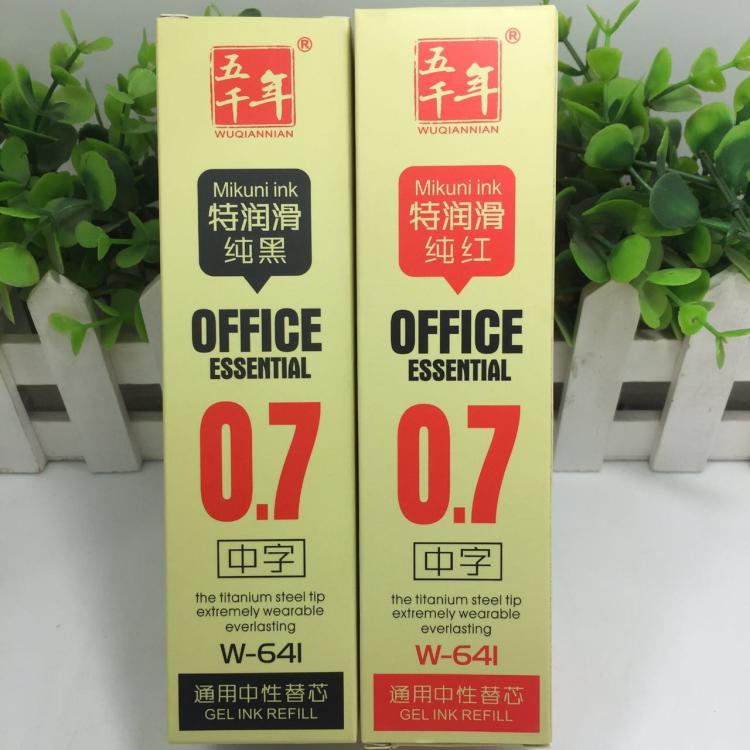 五千年
®
WUQIANNIAN
Mikuni ink
特润滑
纯黑
OFFICE
ESSENTIAL
0.7
中字
the titanium steel tip
extremely wearable
everlasting
W-641
通用中性替芯
GEL INK REFILL
五千年
®
WUQIANNIAN
Mikuni ink
特润滑
纯红
OFFICE
ESSENTIAL
0.7
中字
the titanium steel tip
extremely wearable
everlasting
W-641
通用中性替芯
GEL INK REFILL